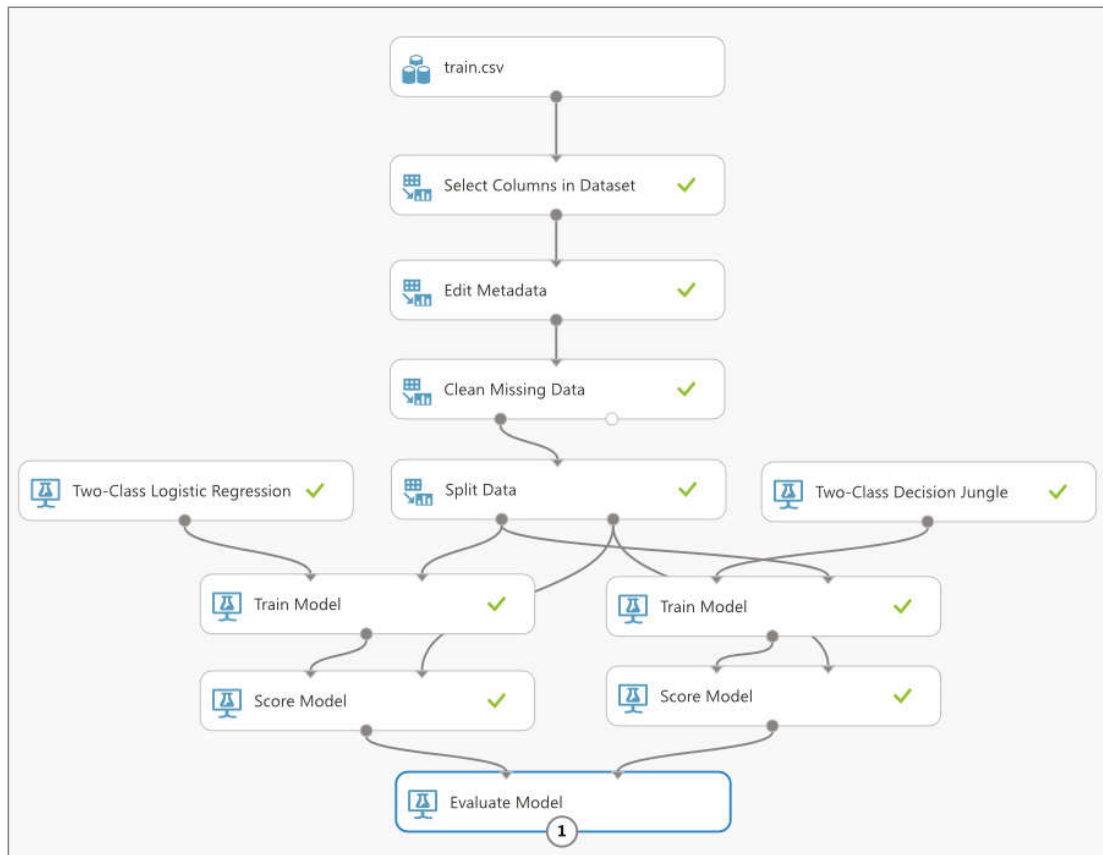 train.csv
Select Columns in Dataset
Edit Metadata
Clean Missing Data
Two-Class Logistic Regression
Split Data
Two-Class Decision Jungle
Train Model
Train Model
Score Model
Score Model
Evaluate Model
1